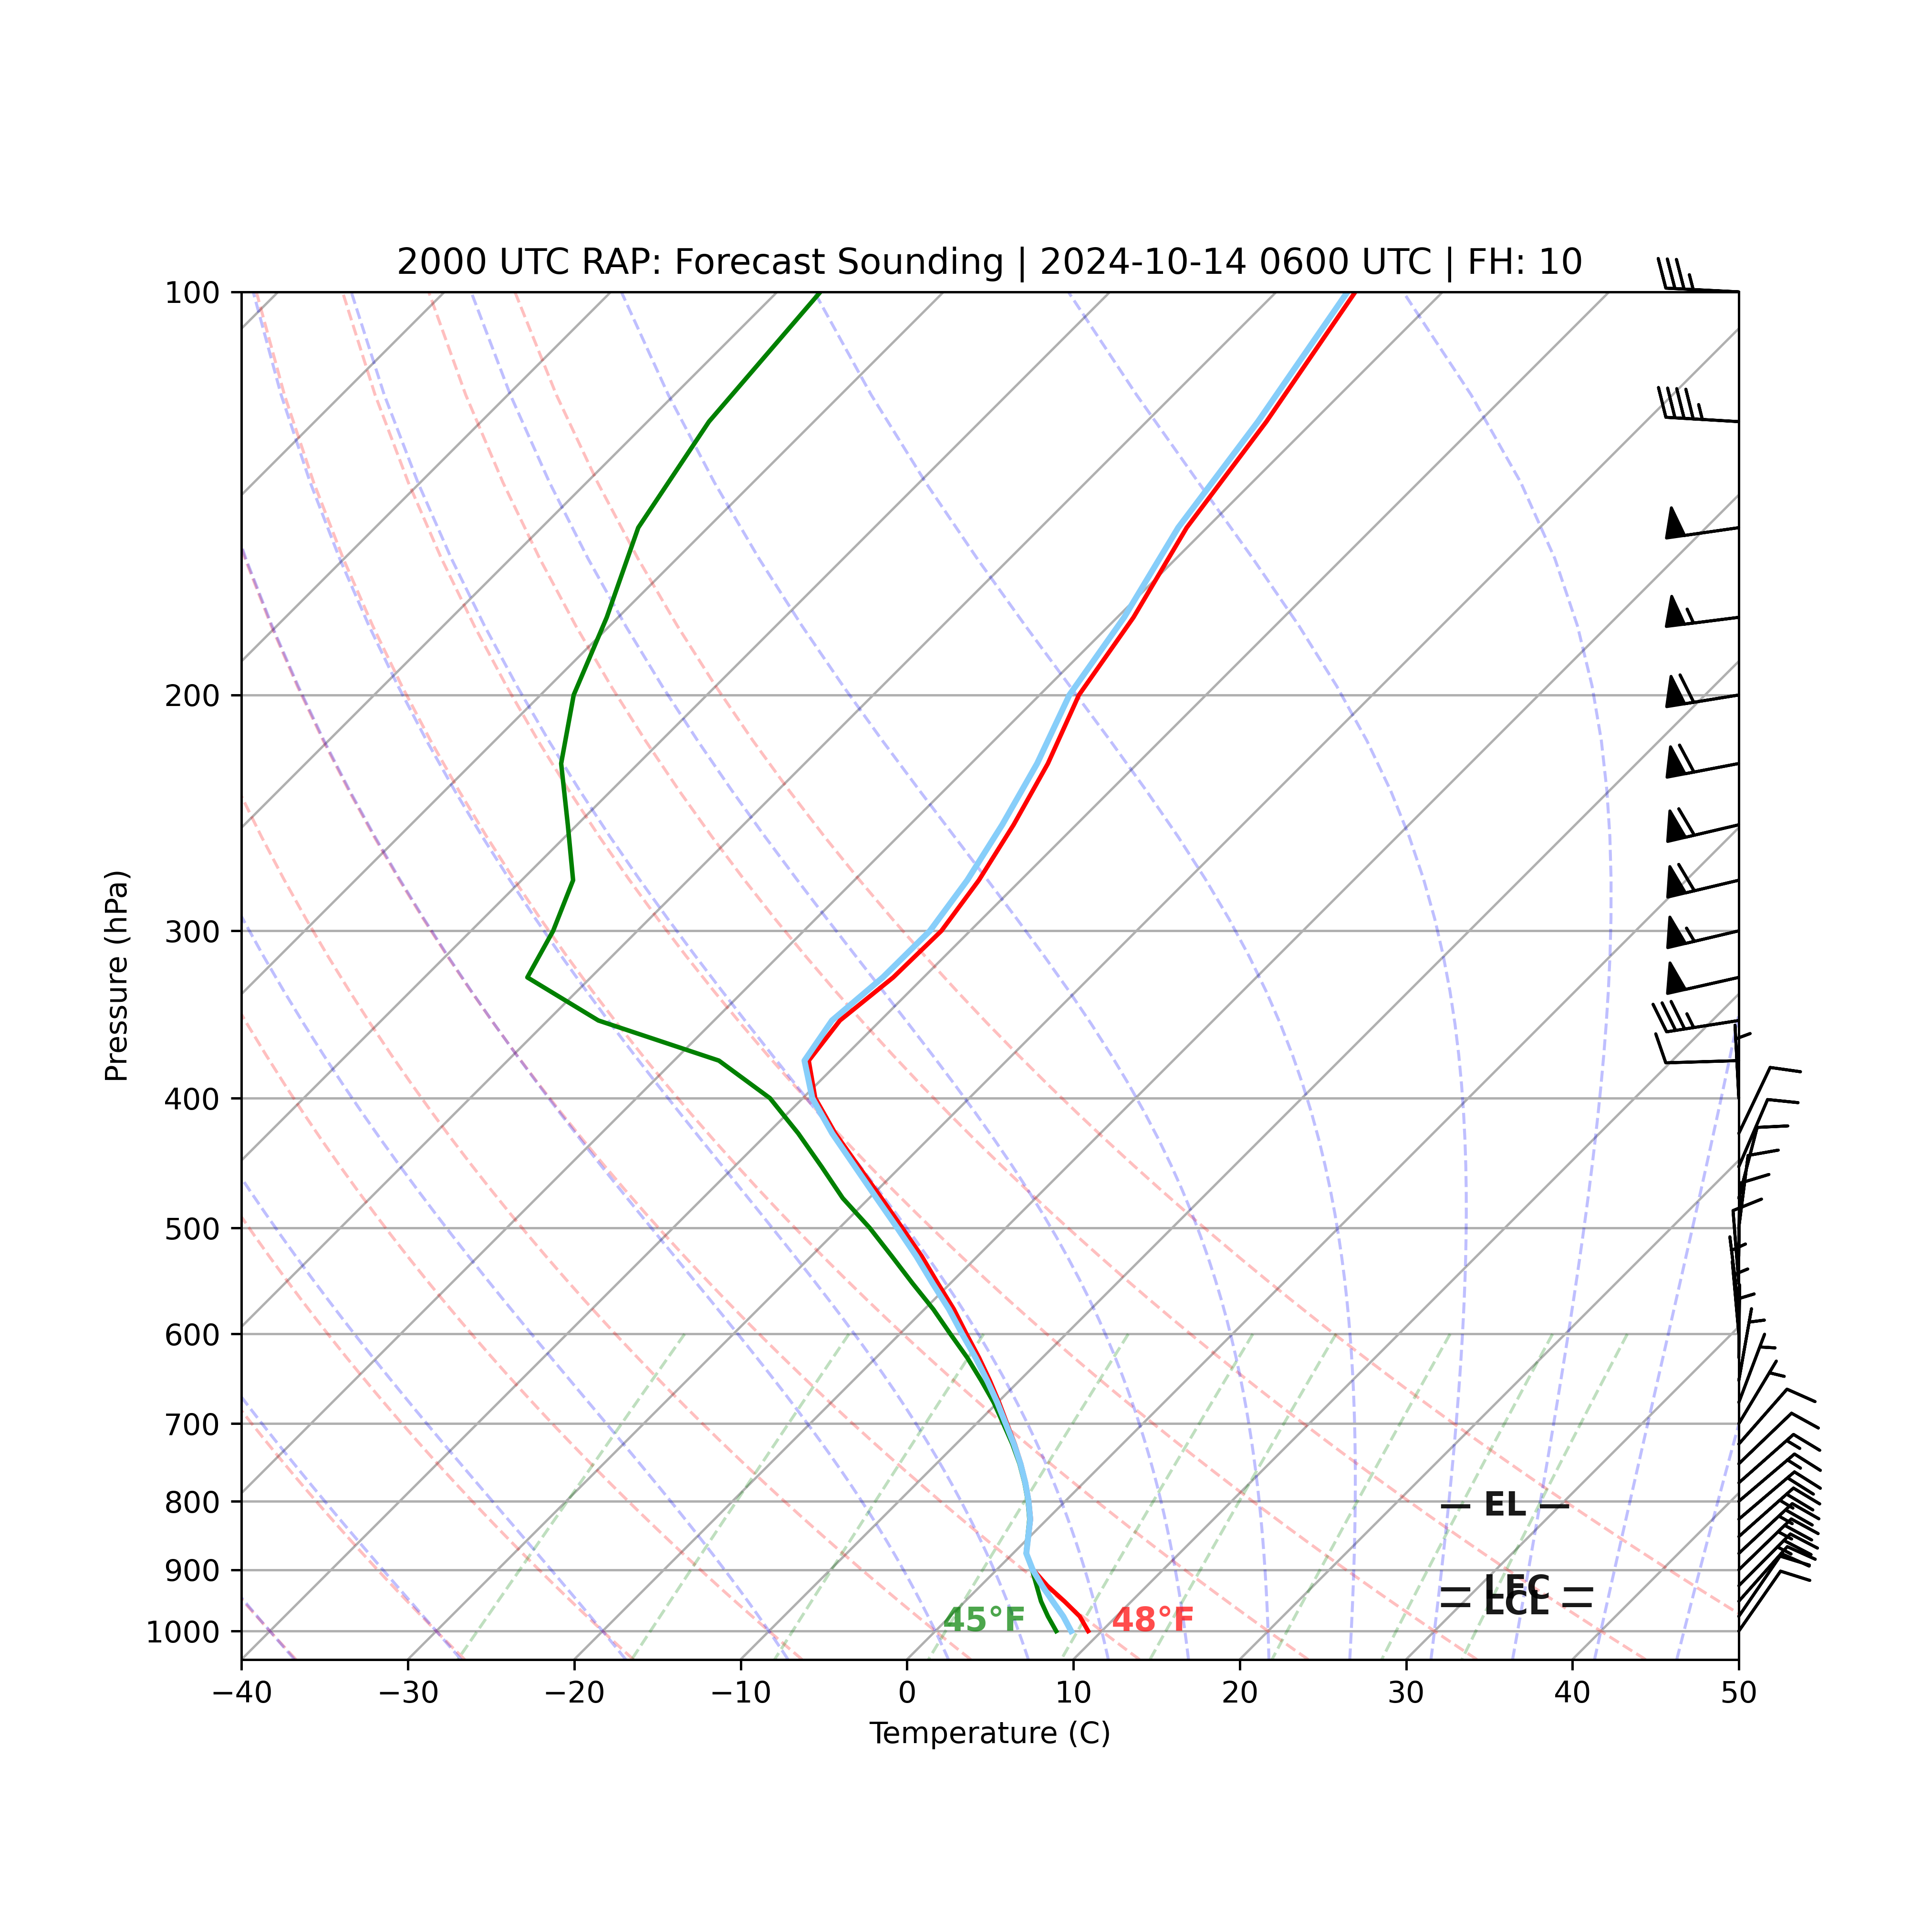 2000 UTC RAP: Forecast Sounding | 2024-10-14 0600 UTC | FH: 10
100
200
300
400
500
600
700
800
900
1000
Pressure (hPa)
— EL —
— LFC —
— LCL —
45°F
48°F
−40 −30 −20 −10 0 10 20 30 40 50
Temperature (C)